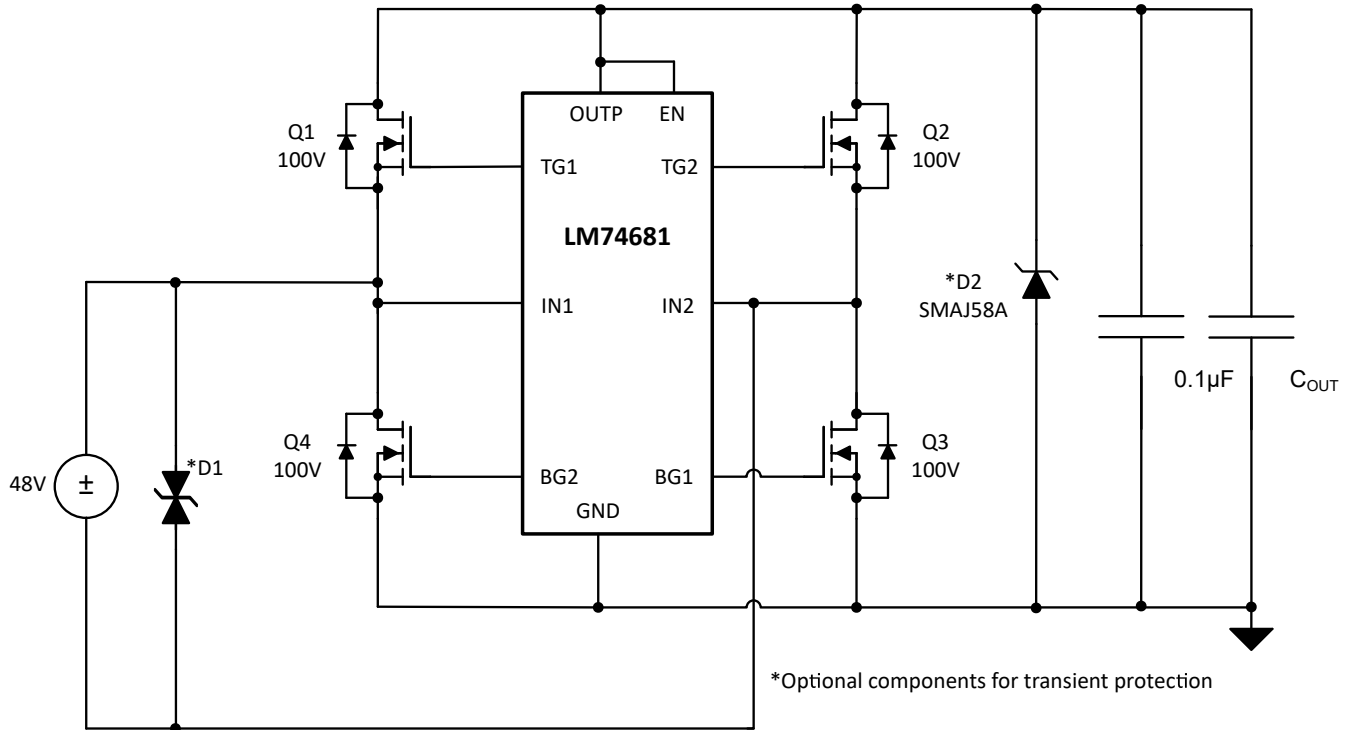 OUTP
EN
Q1
100V
TG1
TG2
Q2
100V
LM74681
IN1
IN2
*D2
SMAJ58A
0.1µF
COUT
48V
±
*D1
Q4
100V
BG2
BG1
Q3
100V
GND
*Optional components for transient protection